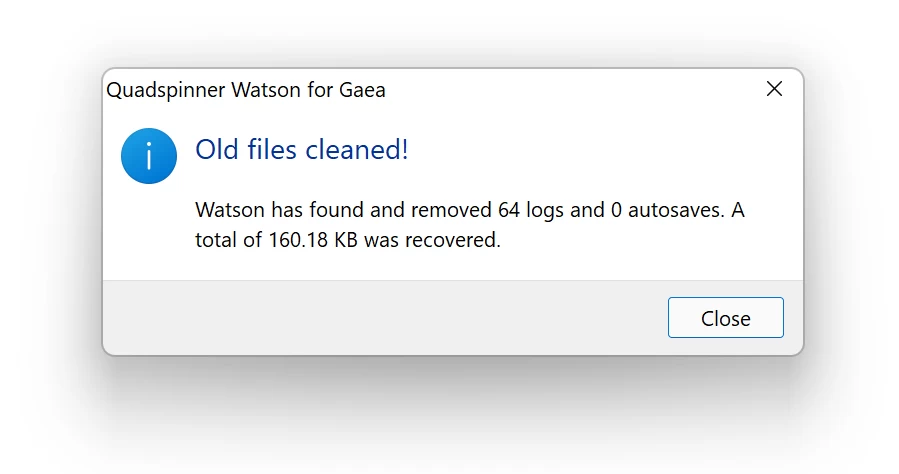 Quadspinner Watson for Gaea
Old files cleaned!
Watson has found and removed 64 logs and 0 autosaves. A
total of 160.18 KB was recovered.
Close